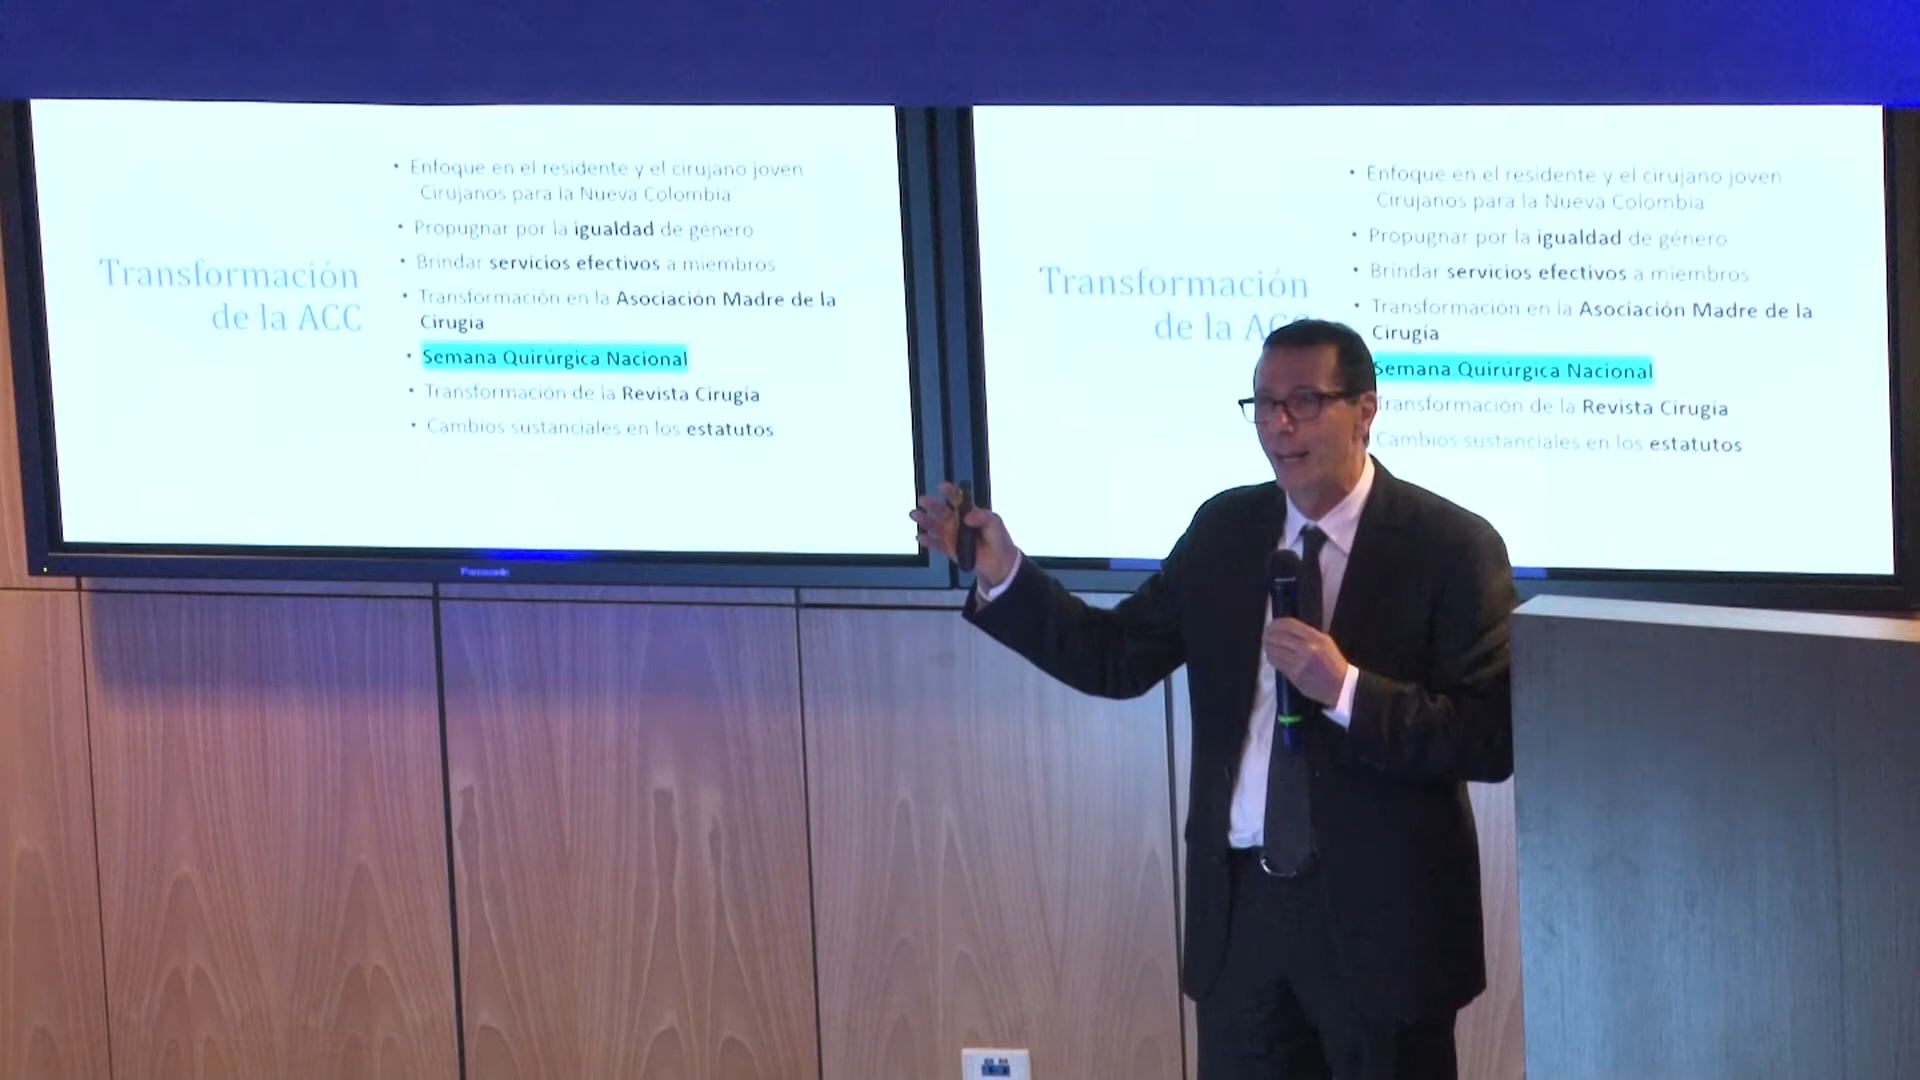 Transformación
de la ACC
• Enfoque en el residente y el cirujano joven
¨Cirujanos para la Nueva Colombia¨
• Propugnar por la igualdad de género
• Brindar servicios efectivos a miembros
• Transformación en la Asociación Madre de la
Cirugía
• Semana Quirúrgica Nacional
• Transformación de la Revista Cirugía
• Cambios sustanciales en los estatutos
Panasonic
Transformación
de la ACC
• Enfoque en el residente y el cirujano joven
¨Cirujanos para la Nueva Colombia¨
• Propugnar por la igualdad de género
• Brindar servicios efectivos a miembros
• Transformación en la Asociación Madre de la
Cirugía
Semana Quirúrgica Nacional
Transformación de la Revista Cirugía
Cambios sustanciales en los estatutos